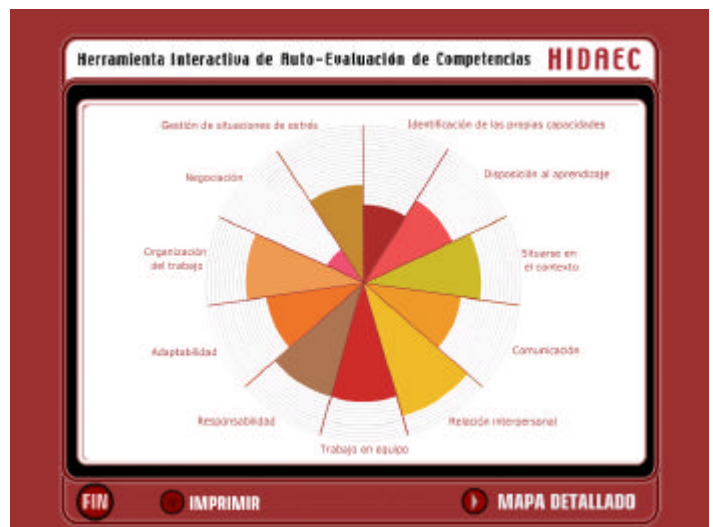 Herramienta Interactiva de Auto-Evaluación de Competencias HIDAEC
Gestión de situaciones de estrés
Identificación de las propias capacidades
Negociación
Disposición al aprendizaje
Organización
del trabajo
Situarse en
el contexto
Adaptabilidad
Comunicación
Responsabilidad
Relación interpersonal
Trabajo en equipo
FIN
IMPRIMIR
MAPA DETALLADO